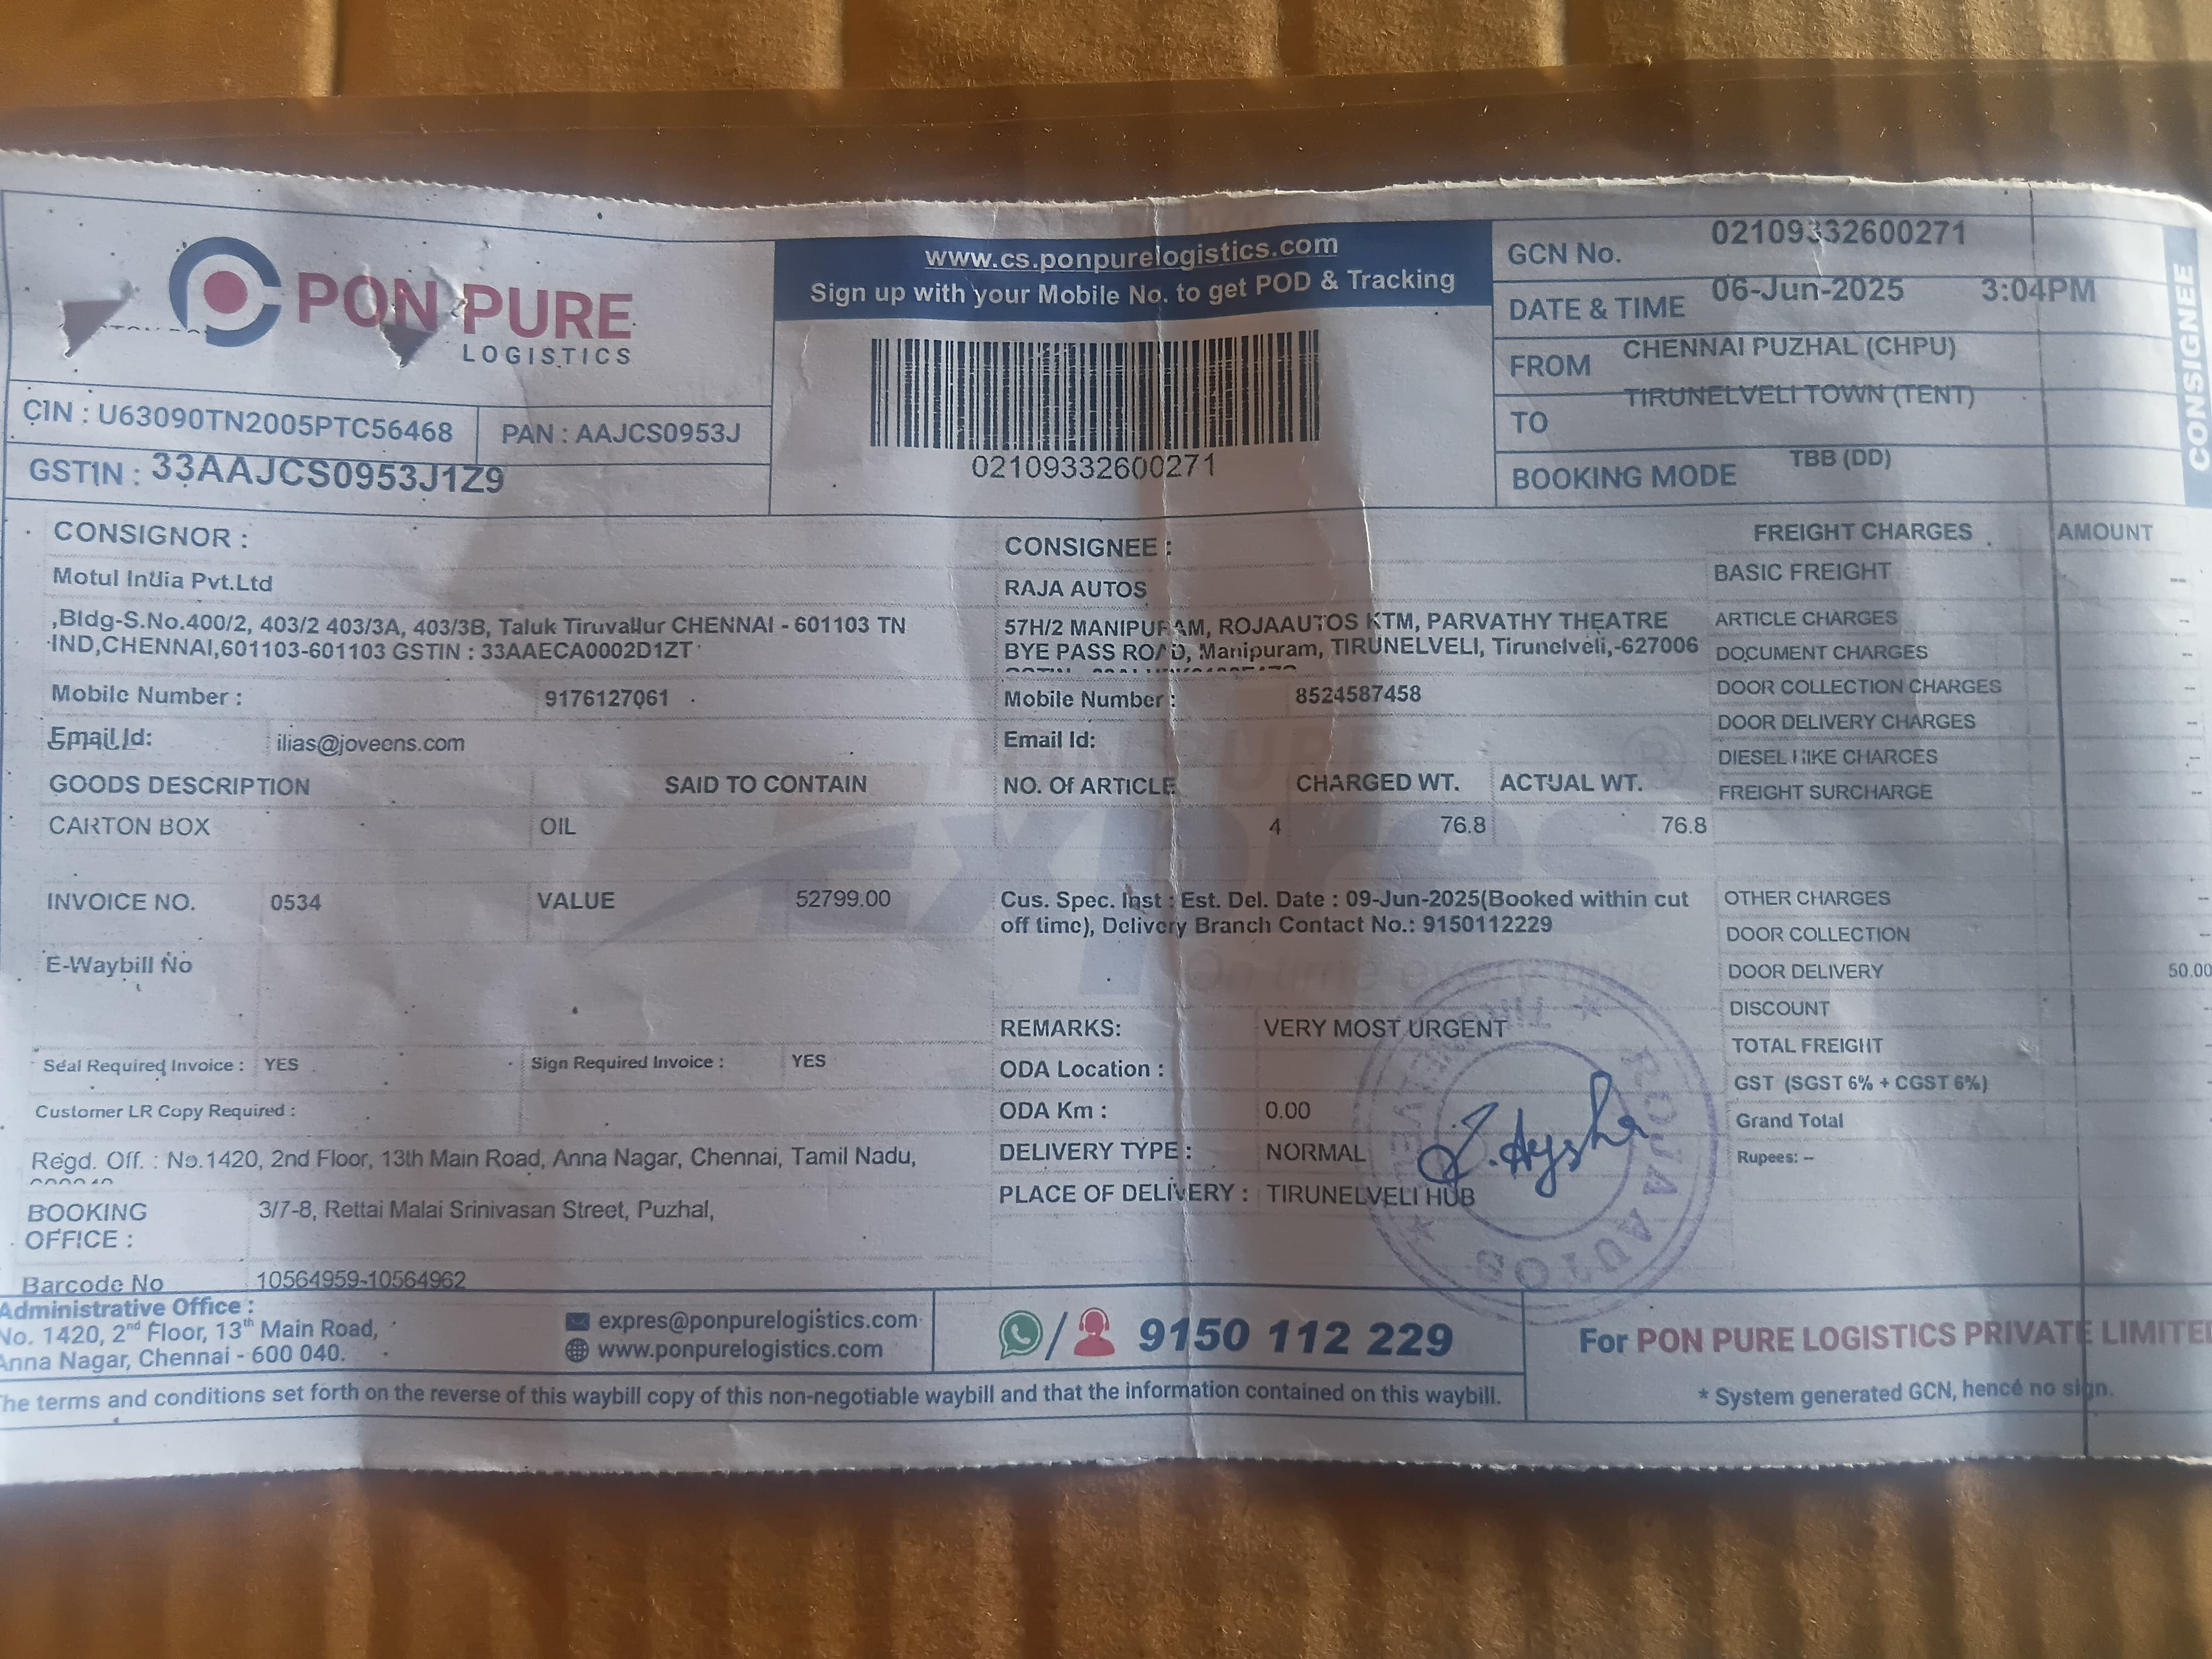 PON PURE
LOGISTICS
CIN : U63090TN2005PTC56468
PAN : AAJCS0953J
GSTIN : 33AAJCS0953J1Z9
www.cs.ponpurelogistics.com
Sign up with your Mobile No. to get POD & Tracking
02109332600271
GCN No. 02109332600271
DATE & TIME 06-Jun-2025 3:04PM
FROM CHENNAI PUZHAL (CHPU)
TO TIRUNELVELI TOWN (TENT)
BOOKING MODE TBB (DD)
CONSIGNEE
CONSIGNOR :
Motul India Pvt.Ltd
,Bldg-S.No.400/2, 403/2 403/3A, 403/3B, Taluk Tiruvallur CHENNAI - 601103 TN
IND,CHENNAI,601103-601103 GSTIN : 33AAECA0002D1ZT
Mobile Number : 9176127061
Email Id: ilias@joveens.com
GOODS DESCRIPTION SAID TO CONTAIN
CARTON BOX OIL
INVOICE NO. 0534 VALUE 52799.00
E-Waybill No
Seal Required Invoice : YES Sign Required Invoice : YES
Customer LR Copy Required :
Regd. Off. : No.1420, 2nd Floor, 13th Main Road, Anna Nagar, Chennai, Tamil Nadu,
BOOKING OFFICE : 3/7-8, Rettai Malai Srinivasan Street, Puzhal,
Barcode No 10564959-10564962
CONSIGNEE :
RAJA AUTOS
57H/2 MANIPURAM, ROJAAUTOS KTM, PARVATHY THEATRE
BYE PASS ROAD, Manipuram, TIRUNELVELI, Tirunelveli,-627006
Mobile Number : 8524587458
Email Id:
NO. Of ARTICLE CHARGED WT. ACTUAL WT.
4 76.8 76.8
Cus. Spec. Inst : Est. Del. Date : 09-Jun-2025(Booked within cut
off time), Delivery Branch Contact No.: 9150112229
REMARKS: VERY MOST URGENT
ODA Location :
ODA Km : 0.00
DELIVERY TYPE : NORMAL
PLACE OF DELIVERY : TIRUNELVELI HUB
ROJA AUTOS
TIRUNELVELI
FREIGHT CHARGES AMOUNT
BASIC FREIGHT --
ARTICLE CHARGES --
DOCUMENT CHARGES --
DOOR COLLECTION CHARGES --
DOOR DELIVERY CHARGES --
DIESEL HIKE CHARGES --
FREIGHT SURCHARGE --
OTHER CHARGES --
DOOR COLLECTION --
DOOR DELIVERY 50.00
DISCOUNT
TOTAL FREIGHT
GST (SGST 6% + CGST 6%)
Grand Total
Rupees: --
Administrative Office :
No. 1420, 2nd Floor, 13th Main Road,
Anna Nagar, Chennai - 600 040.
expres@ponpurelogistics.com
www.ponpurelogistics.com
9150 112 229
For PON PURE LOGISTICS PRIVATE LIMITE
The terms and conditions set forth on the reverse of this waybill copy of this non-negotiable waybill and that the information contained on this waybill.
* System generated GCN, hence no sign.